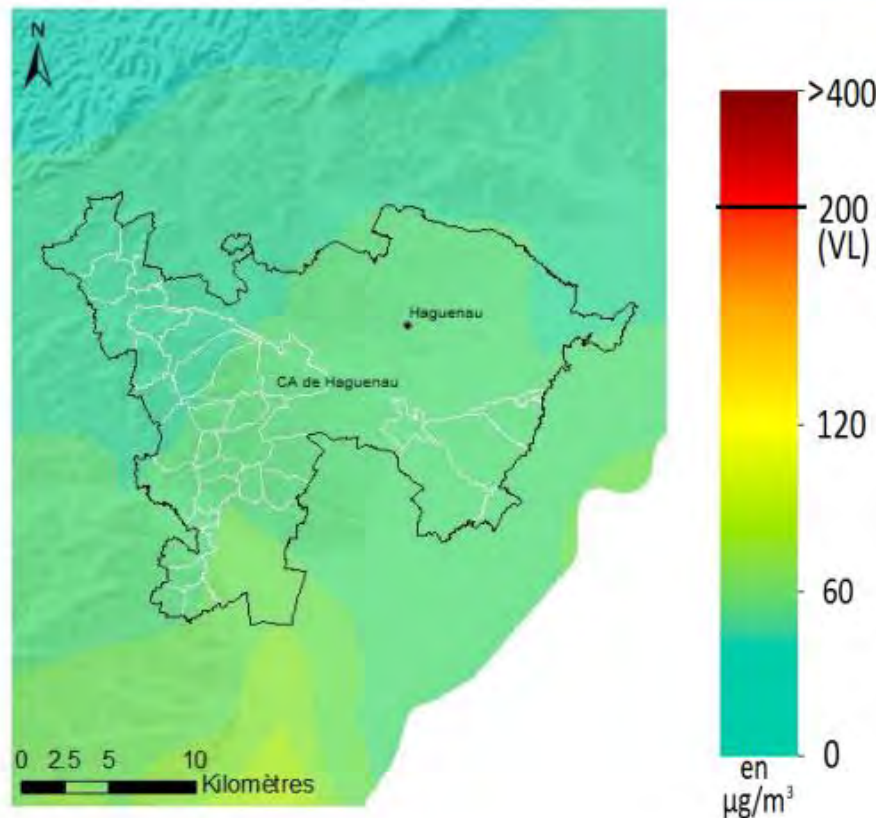 N
Haguenau
CA de Haguenau
0 2.5 5 10
Kilomètres
>400
200
(VL)
120
60
0
en
µg/m³